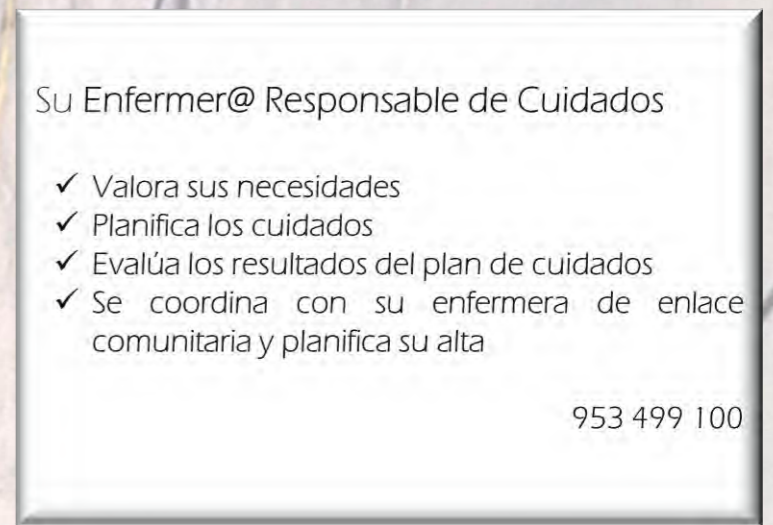 Su Enfermer@ Responsable de Cuidados
✓ Valora sus necesidades
✓ Planifica los cuidados
✓ Evalúa los resultados del plan de cuidados
✓ Se coordina con su enfermera de enlace
comunitaria y planifica su alta
953 499 100